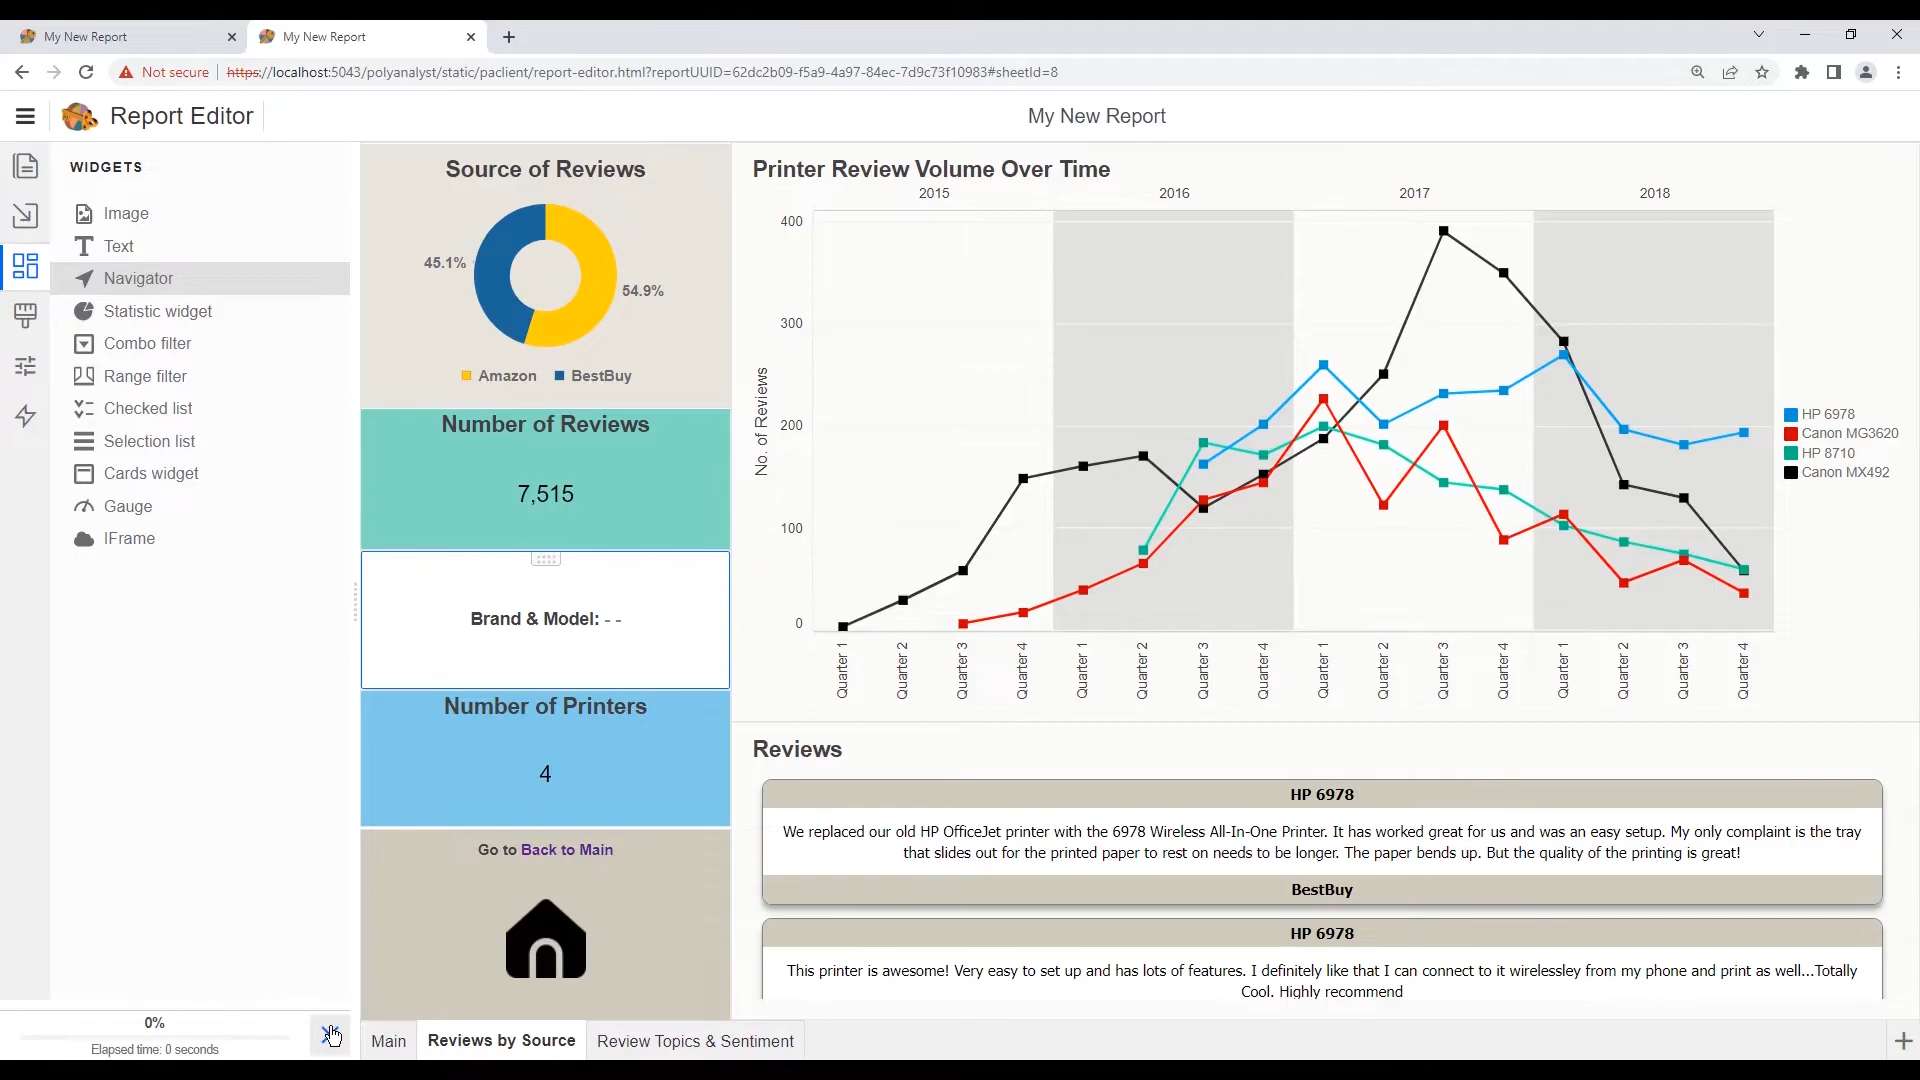 My New Report
My New Report
Not secure
https://localhost:5043/polyanalyst/static/paclient/report-editor.html?reportUUID=62dc2b09-f5a9-4a97-84ec-7d9c73f10983#sheetId=8
Report Editor
My New Report
WIDGETS
Image
Text
Navigator
Statistic widget
Combo filter
Range filter
Checked list
Selection list
Cards widget
Gauge
IFrame
0%
Elapsed time: 0 seconds
Source of Reviews
45.1%
54.9%
Amazon
BestBuy
Number of Reviews
7,515
Brand & Model: - -
Number of Printers
4
Go to Back to Main
Printer Review Volume Over Time
2015
2016
2017
2018
400
300
200
100
0
No. of Reviews
Quarter 1
Quarter 2
Quarter 3
Quarter 4
Quarter 1
Quarter 2
Quarter 3
Quarter 4
Quarter 1
Quarter 2
Quarter 3
Quarter 4
Quarter 1
Quarter 2
Quarter 3
Quarter 4
HP 6978
Canon MG3620
HP 8710
Canon MX492
Reviews
HP 6978
We replaced our old HP OfficeJet printer with the 6978 Wireless All-In-One Printer. It has worked great for us and was an easy setup. My only complaint is the tray
that slides out for the printed paper to rest on needs to be longer. The paper bends up. But the quality of the printing is great!
BestBuy
HP 6978
This printer is awesome! Very easy to set up and has lots of features. I definitely like that I can connect to it wirelessley from my phone and print as well...Totally
Cool. Highly recommend
Main
Reviews by Source
Review Topics & Sentiment